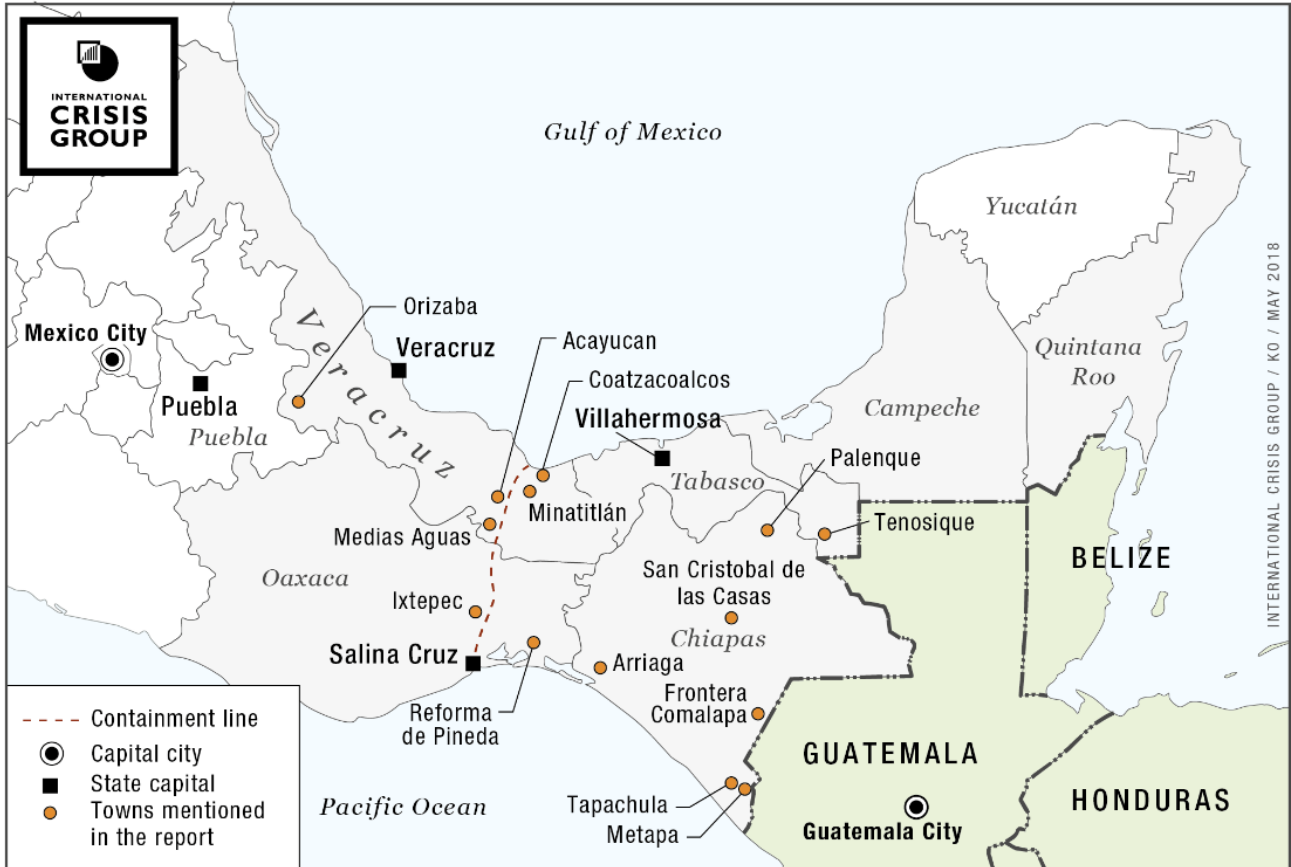 INTERNATIONAL
CRISIS
GROUP
Gulf of Mexico
Yucatán
Orizaba
Mexico City
Veracruz
Veracruz
Acayucan
Quintana
Roo
Coatzacoalcos
Puebla
Puebla
Villahermosa
Campeche
Tabasco
Palenque
Minatitlán
Medias Aguas
Tenosique
BELIZE
Oaxaca
San Cristobal de
las Casas
Ixtepec
Chiapas
Salina Cruz
Arriaga
Reforma
de Pineda
Frontera
Comalapa
GUATEMALA
HONDURAS
Pacific Ocean
Tapachula
Metapa
Guatemala City
Containment line
Capital city
State capital
Towns mentioned
in the report
INTERNATIONAL CRISIS GROUP / KO / MAY 2018